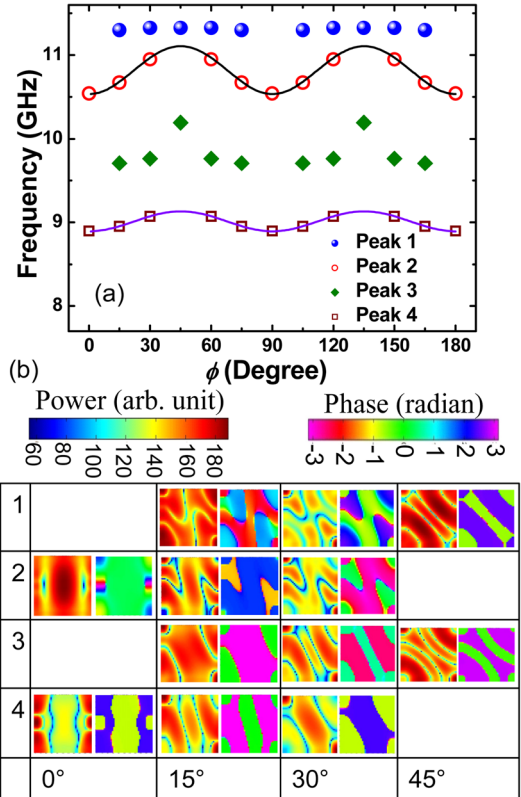 11
10
9
8
Frequency (GHz)
(a)
Peak 1
Peak 2
Peak 3
Peak 4
0 30 60 90 120 150 180
ϕ (Degree)
(b)
Power (arb. unit)
60 80 100 120 140 160 180
Phase (radian)
-3 -2 -1 0 1 2 3
1
2
3
4
0° 15° 30° 45°